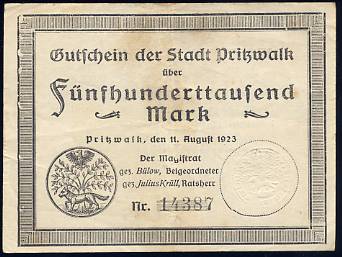 Gutschein der Stadt Pritzwalk
über
Fünfhunderttausend
Mark
Pritzwalk, den 11. August 1923
Der Magistrat
gez. Bülow, Beigeordneter
gez. Julius Krüll, Ratsherr
Nr. 14387